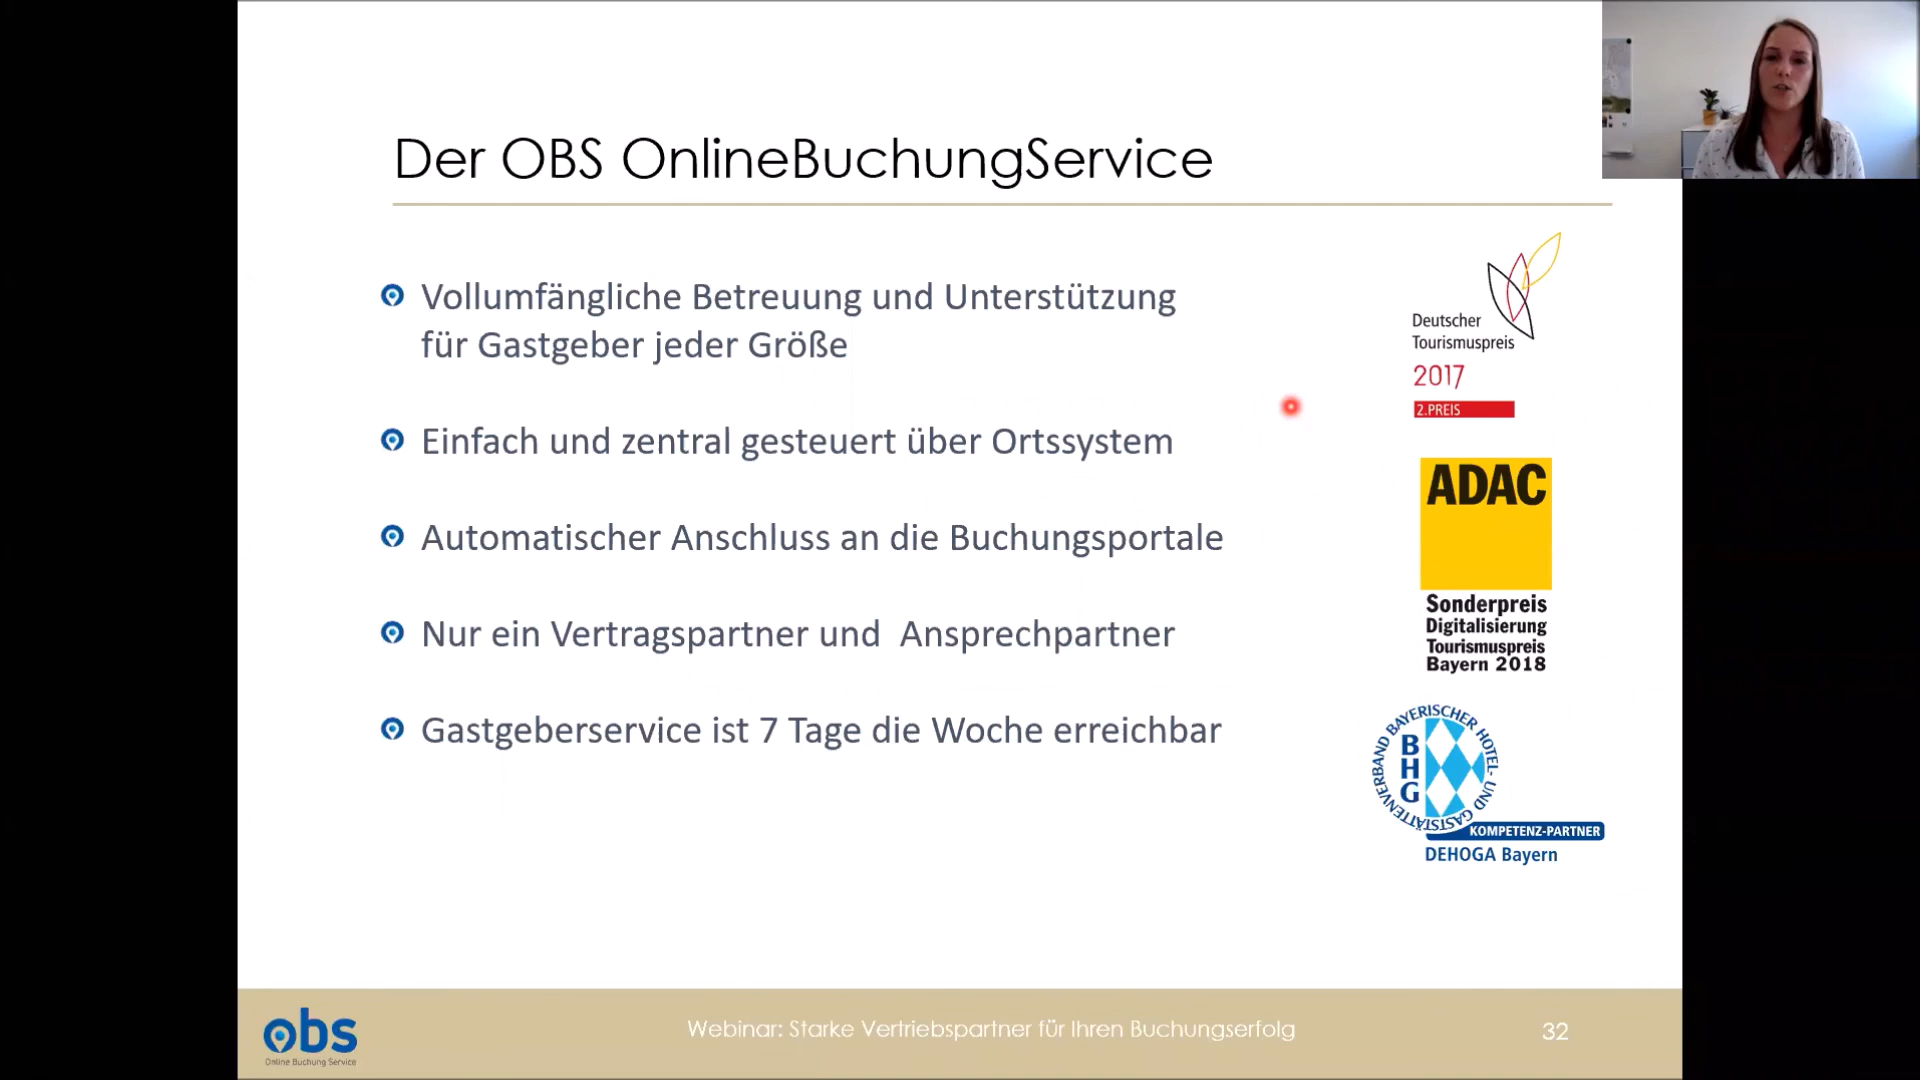 Der OBS OnlineBuchungService
Vollumfängliche Betreuung und Unterstützung
für Gastgeber jeder Größe
Einfach und zentral gesteuert über Ortssystem
Automatischer Anschluss an die Buchungsportale
Nur ein Vertragspartner und  Ansprechpartner
Gastgeberservice ist 7 Tage die Woche erreichbar
Deutscher
Tourismuspreis
2017
2.PREIS
ADAC
Sonderpreis
Digitalisierung
Tourismuspreis
Bayern 2018
BAYERISCHER HOTEL- UND GASTSTÄTTENVERBAND
BHG
KOMPETENZ-PARTNER
DEHOGA Bayern
obs
Online Buchung Service
Webinar: Starke Vertriebspartner für Ihren Buchungserfolg
32